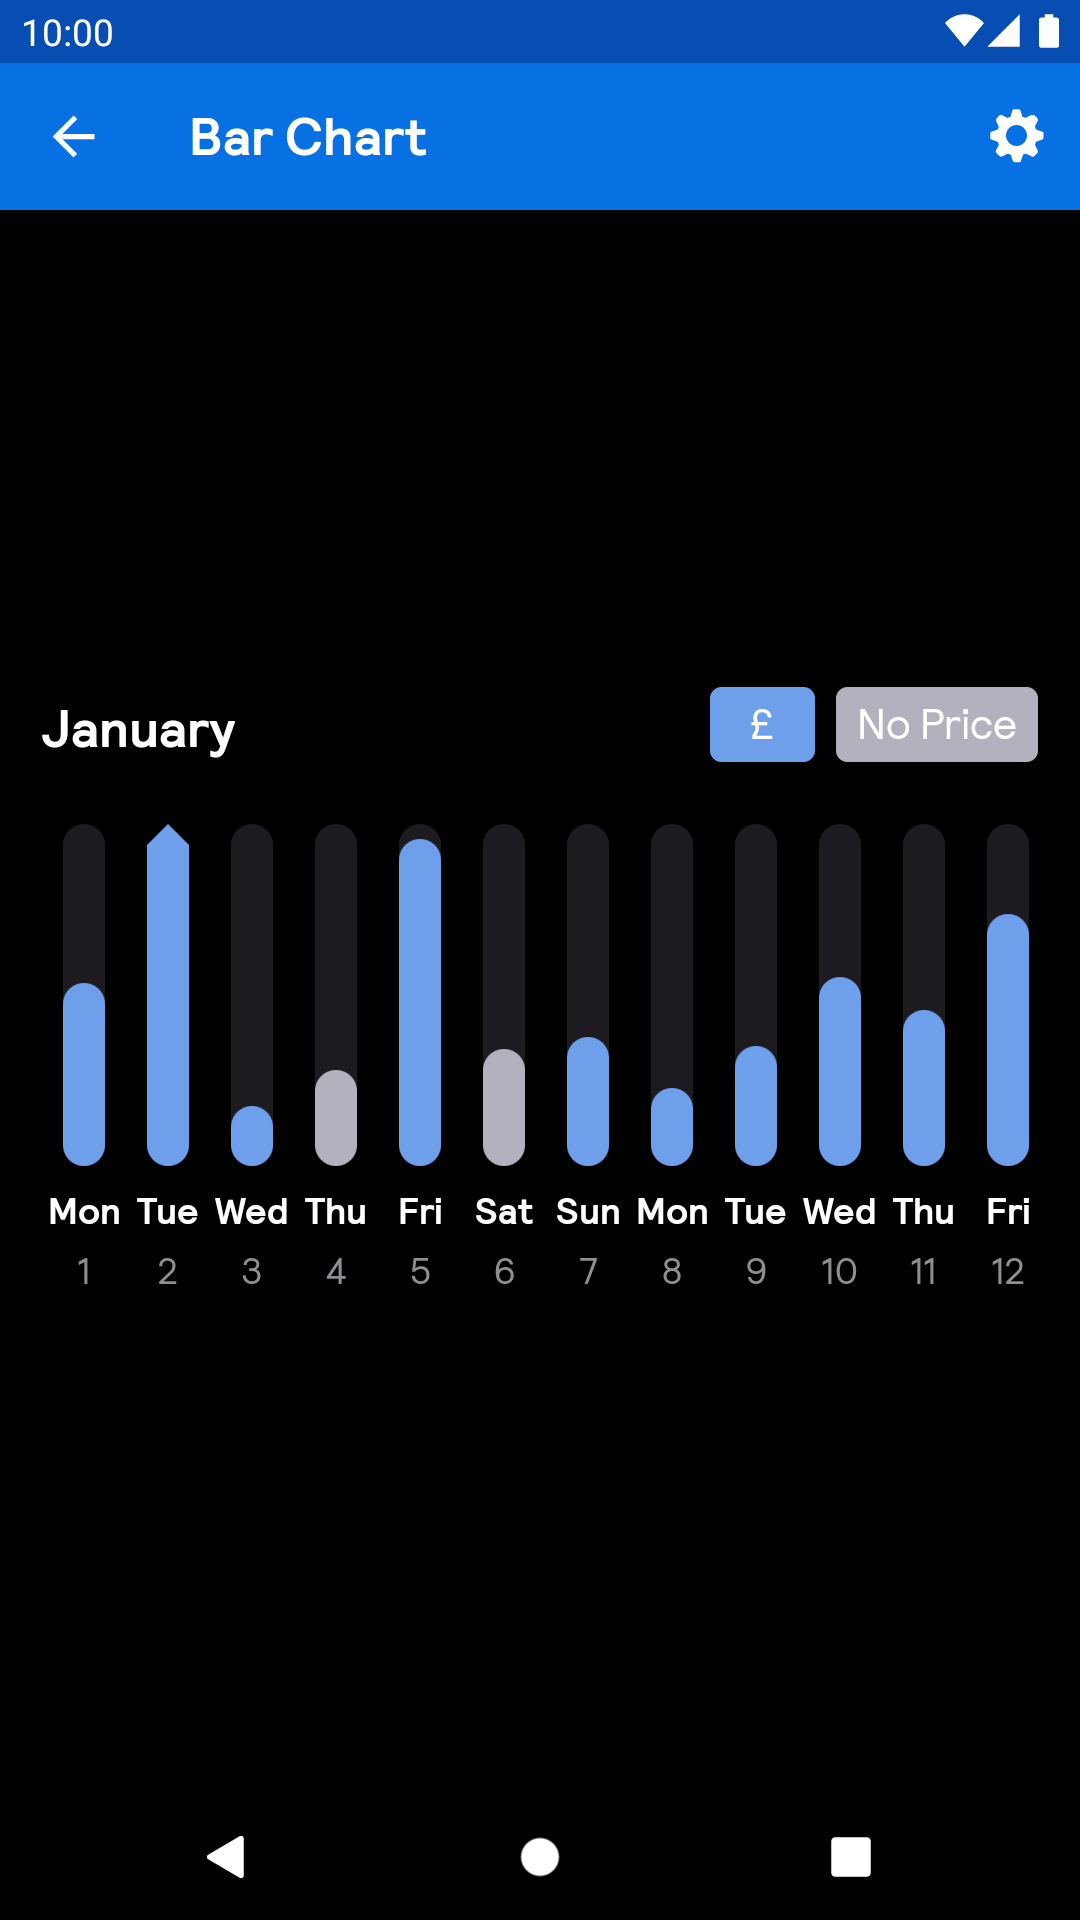 10:00
Bar Chart
January £ No Price
Mon Tue Wed Thu Fri Sat Sun Mon Tue Wed Thu Fri
1 2 3 4 5 6 7 8 9 10 11 12